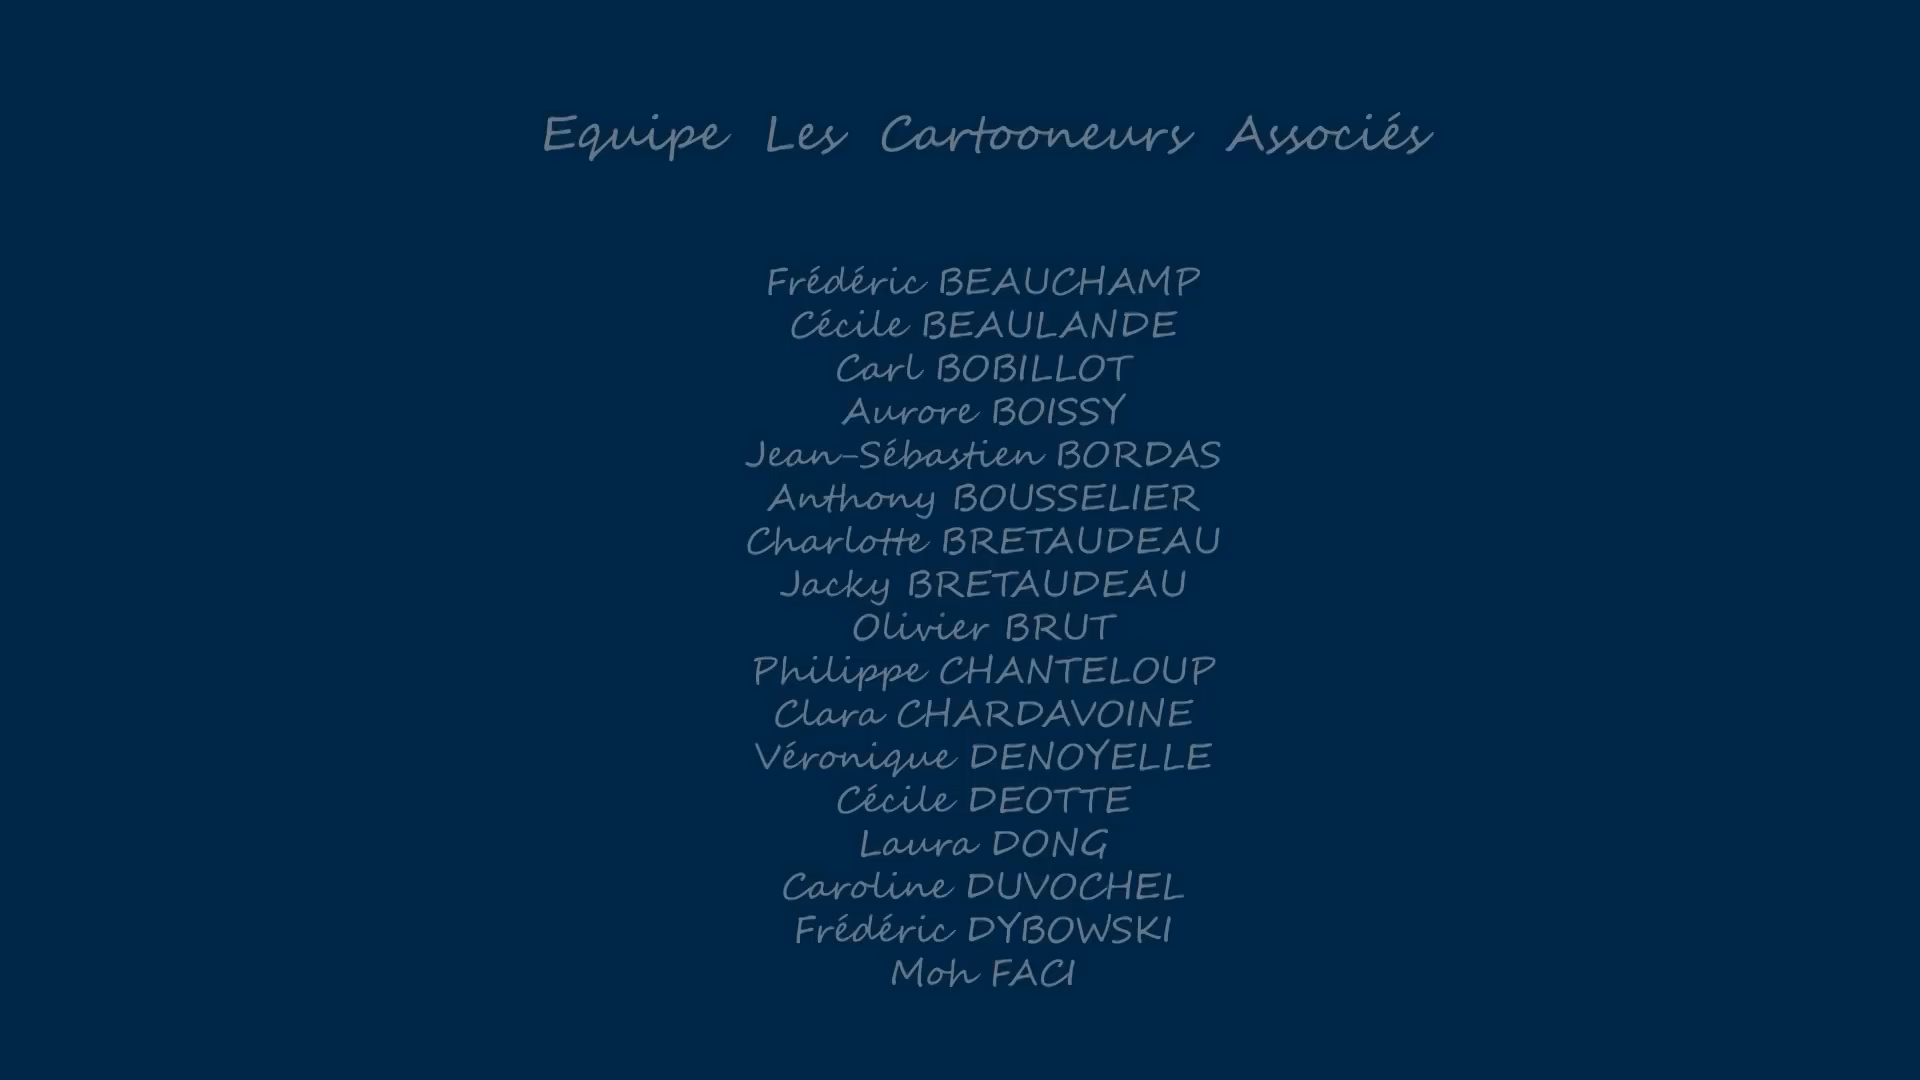 Equipe Les Cartooneurs Associés
Frédéric BEAUCHAMP
Cécile BEAULANDE
Carl BOBILLOT
Aurore BOISSY
Jean-Sébastien BORDAS
Anthony BOUSSELIER
Charlotte BRETAUDEAU
Jacky BRETAUDEAU
Olivier BRUT
Philippe CHANTELOUP
Clara CHARDAVOINE
Véronique DENOYELLE
Cécile DEOTTE
Laura DONG
Caroline DUVOCHEL
Frédéric DYBOWSKI
Moh FACI